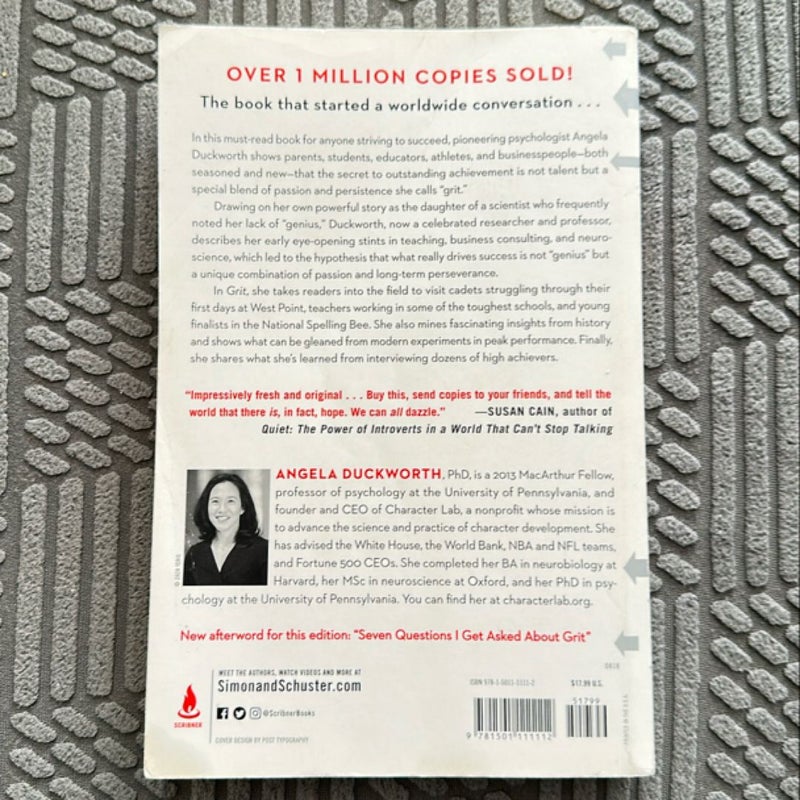 OVER 1 MILLION COPIES SOLD!
The book that started a worldwide conversation . . .
In this must-read book for anyone striving to succeed, pioneering psychologist Angela
Duckworth shows parents, students, educators, athletes, and businesspeople—both
seasoned and new—that the secret to outstanding achievement is not talent but a
special blend of passion and persistence she calls “grit.”
Drawing on her own powerful story as the daughter of a scientist who frequently
noted her lack of “genius,” Duckworth, now a celebrated researcher and professor,
describes her early eye-opening stints in teaching, business consulting, and neuro-
science, which led to the hypothesis that what really drives success is not “genius” but
a unique combination of passion and long-term perseverance.
In Grit, she takes readers into the field to visit cadets struggling through their
first days at West Point, teachers working in some of the toughest schools, and young
finalists in the National Spelling Bee. She also mines fascinating insights from history
and shows what can be gleaned from modern experiments in peak performance. Finally,
she shares what she’s learned from interviewing dozens of high achievers.
“Impressively fresh and original . . . Buy this, send copies to your friends, and tell the
world that there is, in fact, hope. We can all dazzle.” —SUSAN CAIN, author of
Quiet: The Power of Introverts in a World That Can’t Stop Talking
ANGELA DUCKWORTH, PhD, is a 2013 MacArthur Fellow,
professor of psychology at the University of Pennsylvania, and
founder and CEO of Character Lab, a nonprofit whose mission is
to advance the science and practice of character development. She
has advised the White House, the World Bank, NBA and NFL teams,
and Fortune 500 CEOs. She completed her BA in neurobiology at
Harvard, her MSc in neuroscience at Oxford, and her PhD in psy-
chology at the University of Pennsylvania. You can find her at characterlab.org.
New afterword for this edition: “Seven Questions I Get Asked About Grit”
MEET THE AUTHORS, WATCH VIDEOS AND MORE AT
SimonandSchuster.com
@ScribnerBooks
SCRIBNER
COVER DESIGN BY POST TYPOGRAPHY
0818
ISBN 978-1-5011-1111-2 $17.99 U.S.
51799
9 781501 111112